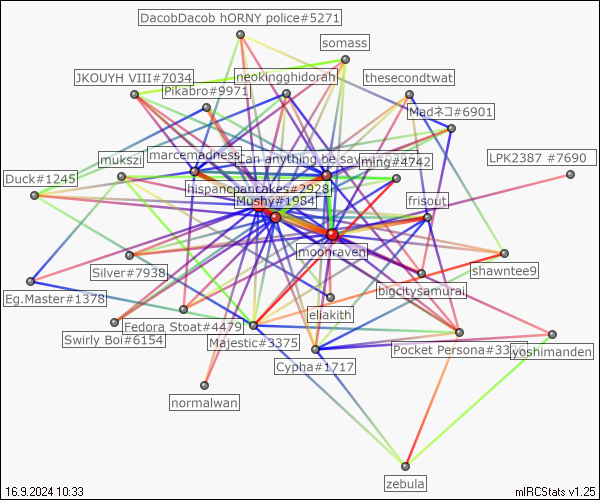 DacobDacob hORNY police#5271
somass
JKOUYH VIII#7034
neokingghidorah
thesecondtwat
Pikabro#9971
Madネコ#6901
mukszi
marcemadness
can anything be say
ming#4742
LPK2387 #7690
Duck#1245
hispancpancakes#2928
Mushy#1984
frisout
moonraven
Silver#7938
shawntee9
bigcitysamurai
Eg.Master#1378
eliakith
Fedora Stoat#4479
Swirly Boi#6154
Majestic#3375
Pocket Persona#33
yoshimanden
Cypha#1717
normalwan
zebula
16.9.2024 10:33
mIRCStats v1.25